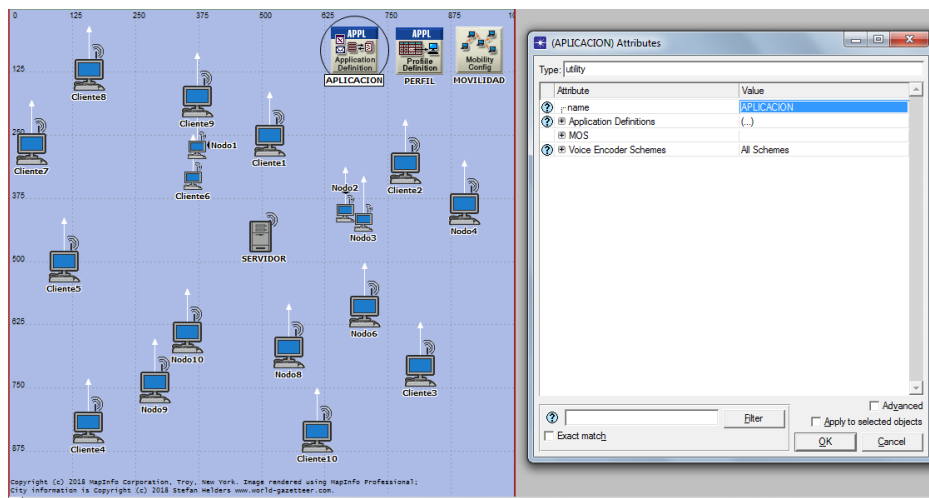 0 125 250 375 500 625 750 875 10
125
250
375
500
625
750
875
APPL
Application
Definition
APLICACION
APPL
Profile
Definition
PERFIL
Mobility
Config
MOVILIDAD
Cliente8
Cliente9
Nodo1
Cliente1
Cliente7
Cliente6
Nodo2
Cliente2
Nodo3
Nodo4
SERVIDOR
Cliente5
Nodo6
Nodo10
Nodo8
Cliente3
Nodo9
Cliente4
Cliente10
Copyright (c) 2018 MapInfo Corporation, Troy, New York. Image rendered using MapInfo Professional;
City information is Copyright (c) 2018 Stefan Helders www.world-gazetteer.com.
(APLICACION) Attributes
Type: utility
Attribute Value
name APLICACION
Application Definitions (...)
MOS
Voice Encoder Schemes All Schemes
Advanced
Filter
Apply to selected objects
Exact match
OK Cancel